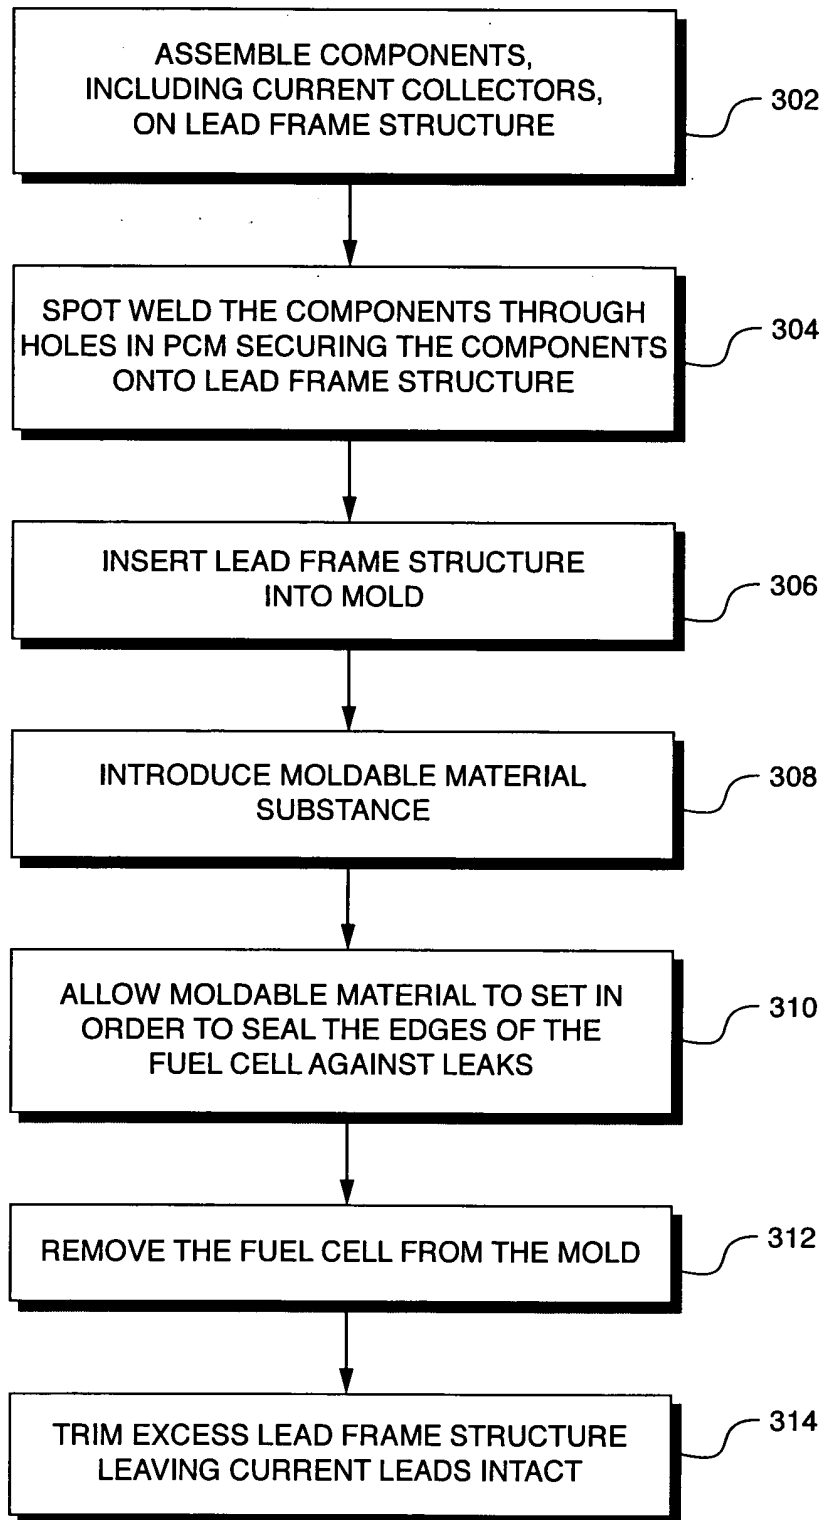 ASSEMBLE COMPONENTS,
INCLUDING CURRENT COLLECTORS,
ON LEAD FRAME STRUCTURE
302
SPOT WELD THE COMPONENTS THROUGH
HOLES IN PCM SECURING THE COMPONENTS
ONTO LEAD FRAME STRUCTURE
304
INSERT LEAD FRAME STRUCTURE
INTO MOLD
306
INTRODUCE MOLDABLE MATERIAL
SUBSTANCE
308
ALLOW MOLDABLE MATERIAL TO SET IN
ORDER TO SEAL THE EDGES OF THE
FUEL CELL AGAINST LEAKS
310
REMOVE THE FUEL CELL FROM THE MOLD
312
TRIM EXCESS LEAD FRAME STRUCTURE
LEAVING CURRENT LEADS INTACT
314